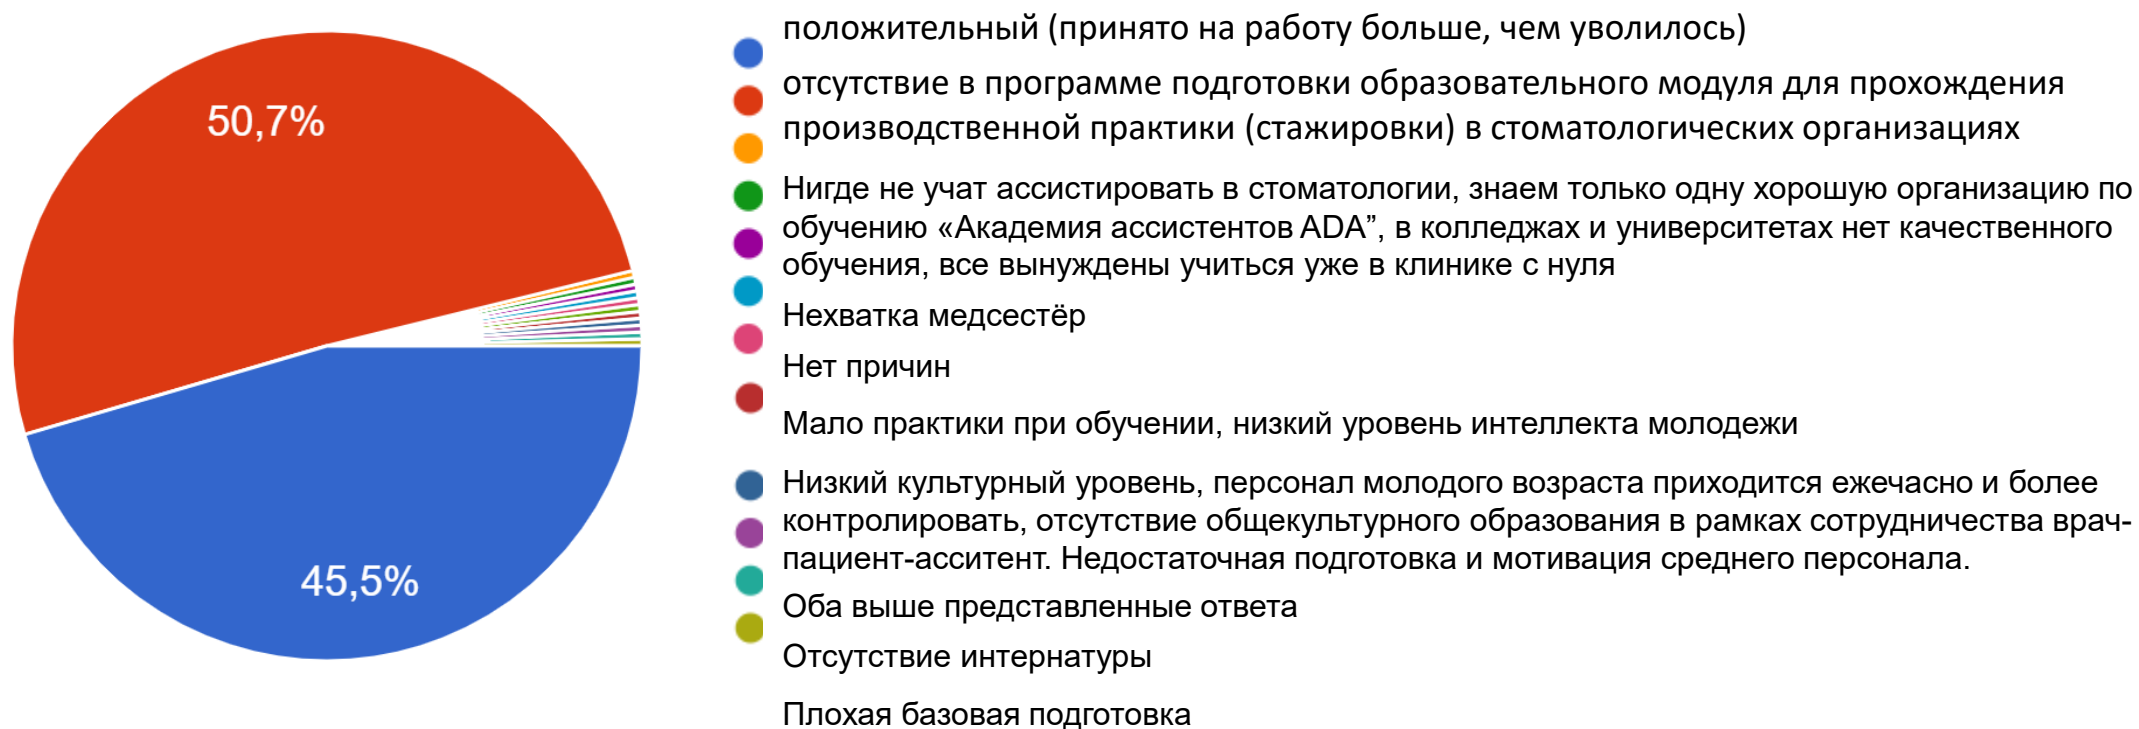 положительный (принято на работу больше, чем уволилось)
50,7%
отсутствие в программе подготовки образовательного модуля для прохождения
производственной практики (стажировки) в стоматологических организациях
Нигде не учат ассистировать в стоматологии, знаем только одну хорошую организацию по
обучению «Академия ассистентов ADA”, в колледжах и университетах нет качественного
обучения, все вынуждены учиться уже в клинике с нуля
Нехватка медсестёр
Нет причин
Мало практики при обучении, низкий уровень интеллекта молодежи
Низкий культурный уровень, персонал молодого возраста приходится ежечасно и более
контролировать, отсутствие общекультурного образования в рамках сотрудничества врач-
пациент-асситент. Недостаточная подготовка и мотивация среднего персонала.
45,5%
Оба выше представленные ответа
Отсутствие интернатуры
Плохая базовая подготовка